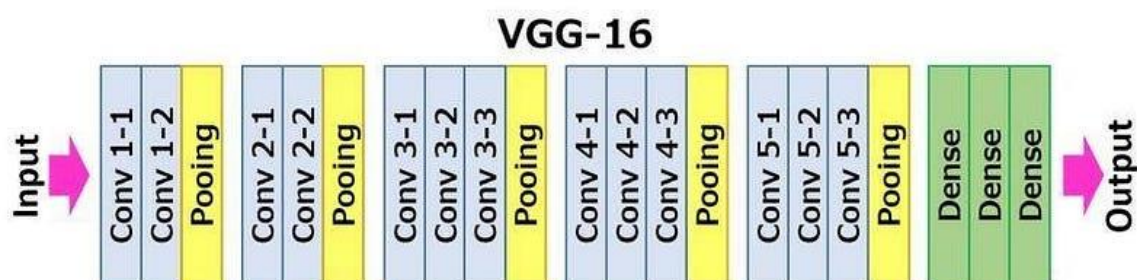 VGG-16
Input
Conv 1-1
Conv 1-2
Pooing
Conv 2-1
Conv 2-2
Pooing
Conv 3-1
Conv 3-2
Conv 3-3
Pooing
Conv 4-1
Conv 4-2
Conv 4-3
Pooing
Conv 5-1
Conv 5-2
Conv 5-3
Pooing
Dense
Dense
Dense
Output